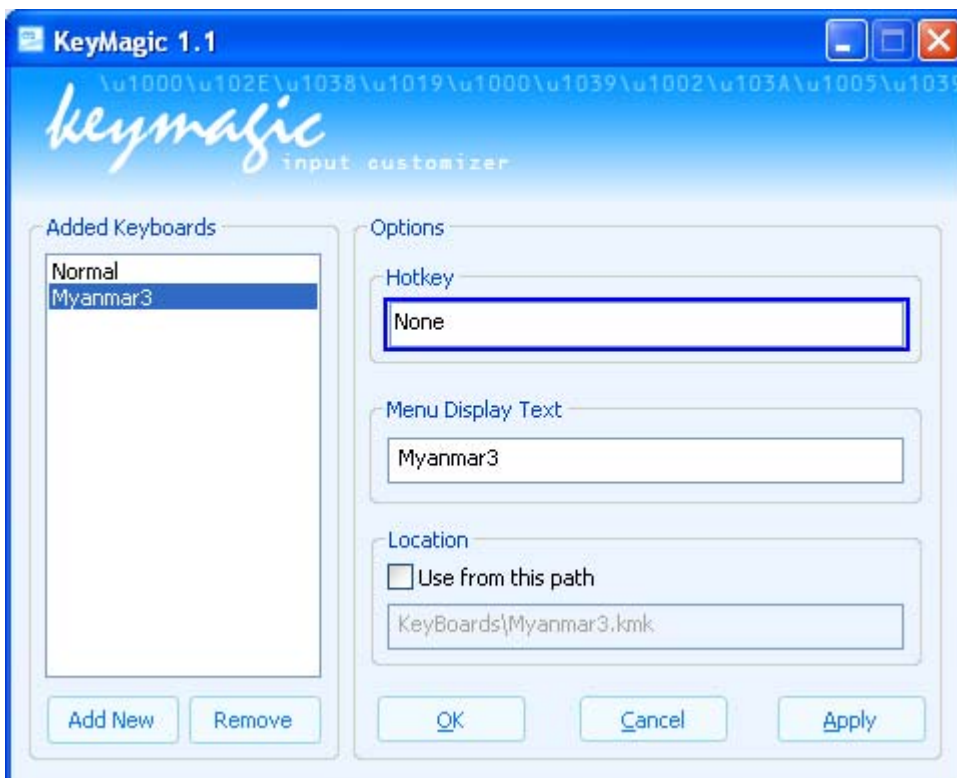 KeyMagic 1.1
\u1000\u102E\u1038\u1019\u1000\u1039\u1002\u103A\u1005\u1039
keymagic
input customizer
Added Keyboards
Normal
Myanmar3
Add New
Remove
Options
Hotkey
None
Menu Display Text
Myanmar3
Location
Use from this path
KeyBoards\Myanmar3.kmk
OK
Cancel
Apply